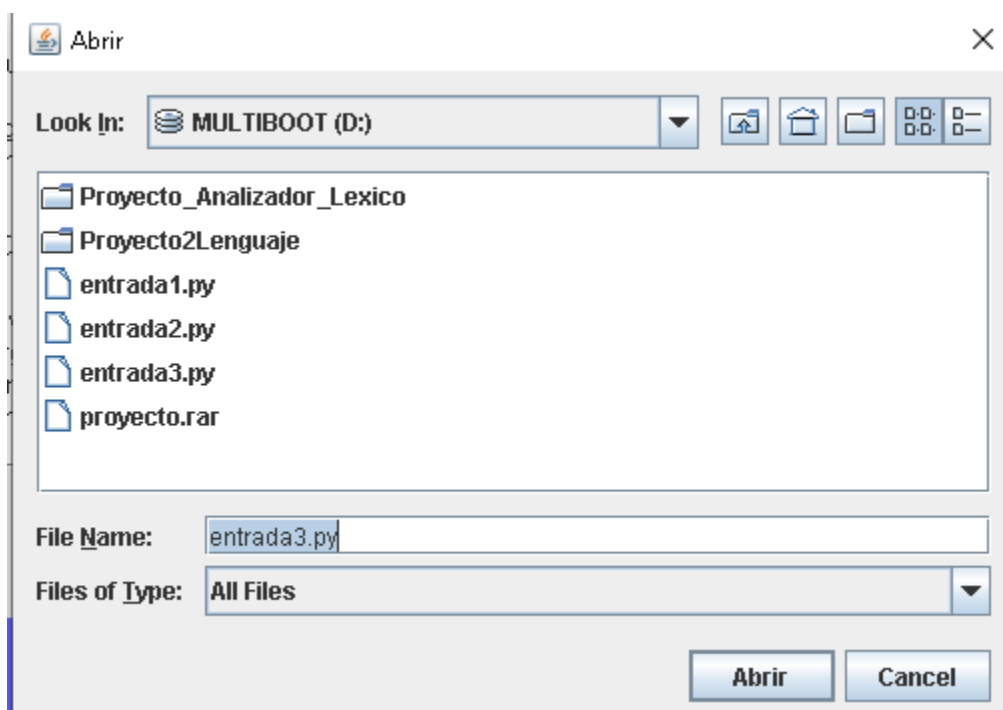 Abrir
Look In: MULTIBOOT (D:)
Proyecto_Analizador_Lexico
Proyecto2Lenguaje
entrada1.py
entrada2.py
entrada3.py
proyecto.rar
File Name: entrada3.py
Files of Type: All Files
Abrir Cancel